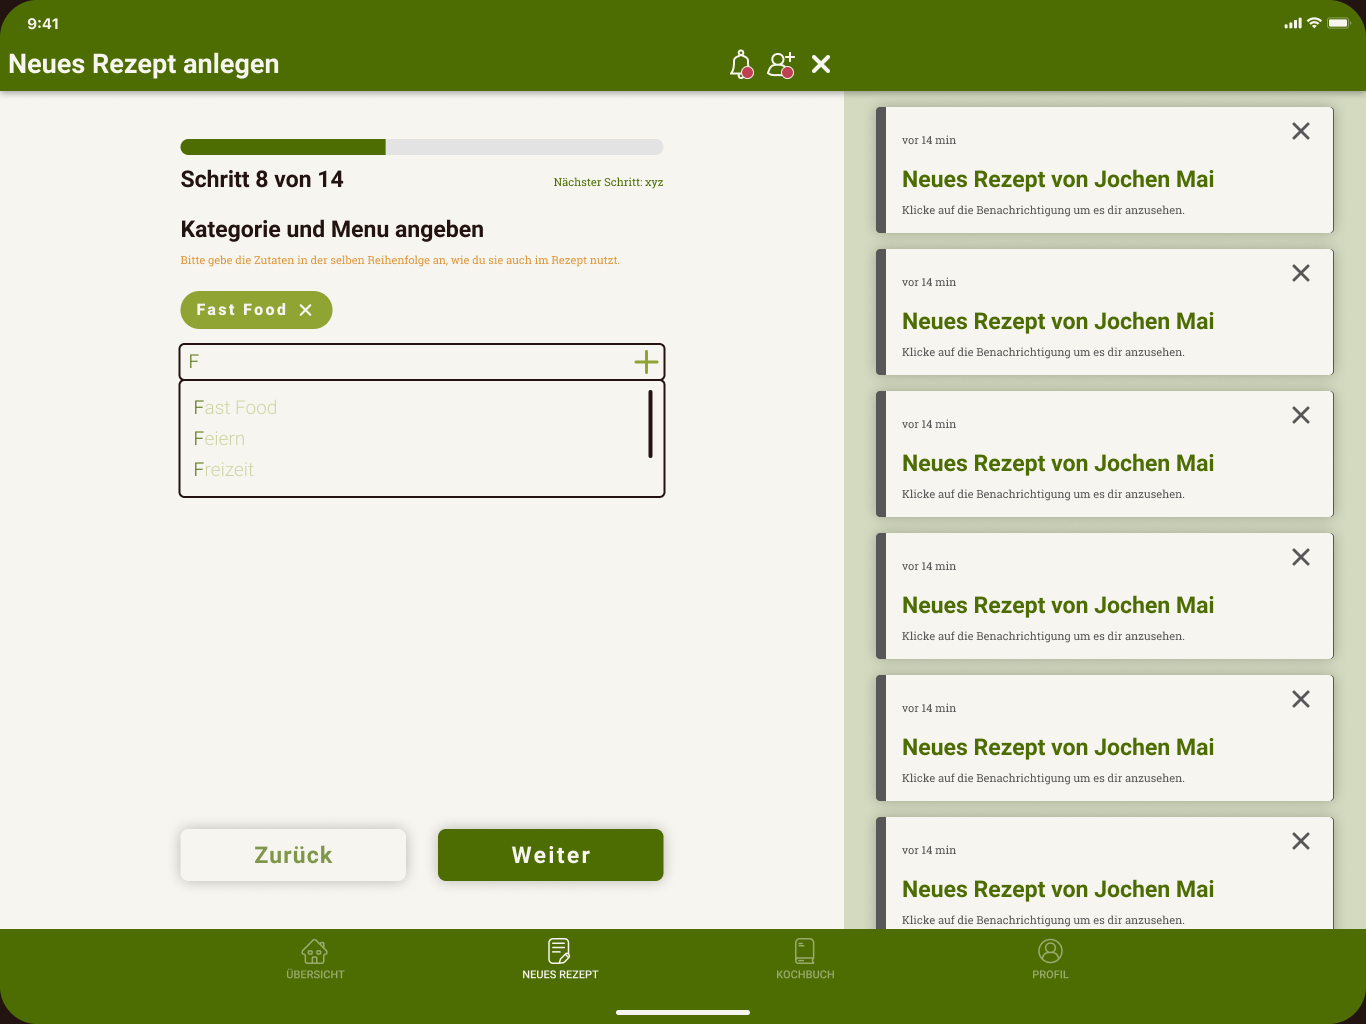 9:41
Neues Rezept anlegen
Schritt 8 von 14
Nächster Schritt: xyz
Kategorie und Menu angeben
Bitte gebe die Zutaten in der selben Reihenfolge an, wie du sie auch im Rezept nutzt.
Fast Food
F
Fast Food
Feiern
Freizeit
Zurück
Weiter
vor 14 min
Neues Rezept von Jochen Mai
Klicke auf die Benachrichtigung um es dir anzusehen.
vor 14 min
Neues Rezept von Jochen Mai
Klicke auf die Benachrichtigung um es dir anzusehen.
vor 14 min
Neues Rezept von Jochen Mai
Klicke auf die Benachrichtigung um es dir anzusehen.
vor 14 min
Neues Rezept von Jochen Mai
Klicke auf die Benachrichtigung um es dir anzusehen.
vor 14 min
Neues Rezept von Jochen Mai
Klicke auf die Benachrichtigung um es dir anzusehen.
vor 14 min
Neues Rezept von Jochen Mai
Klicke auf die Benachrichtigung um es dir anzusehen.
ÜBERSICHT
NEUES REZEPT
KOCHBUCH
PROFIL